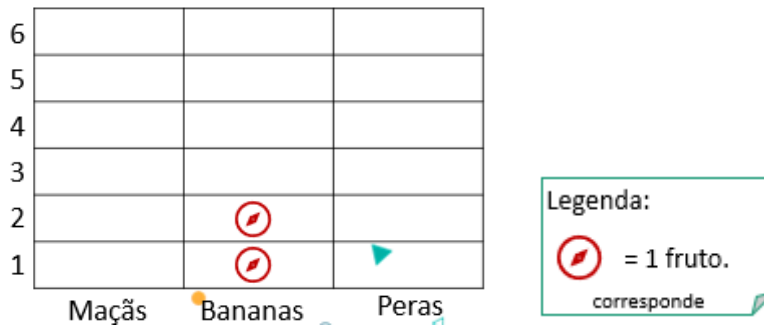 6
5
4
3
2
1
Maçãs Bananas Peras
Legenda:
= 1 fruto.
corresponde